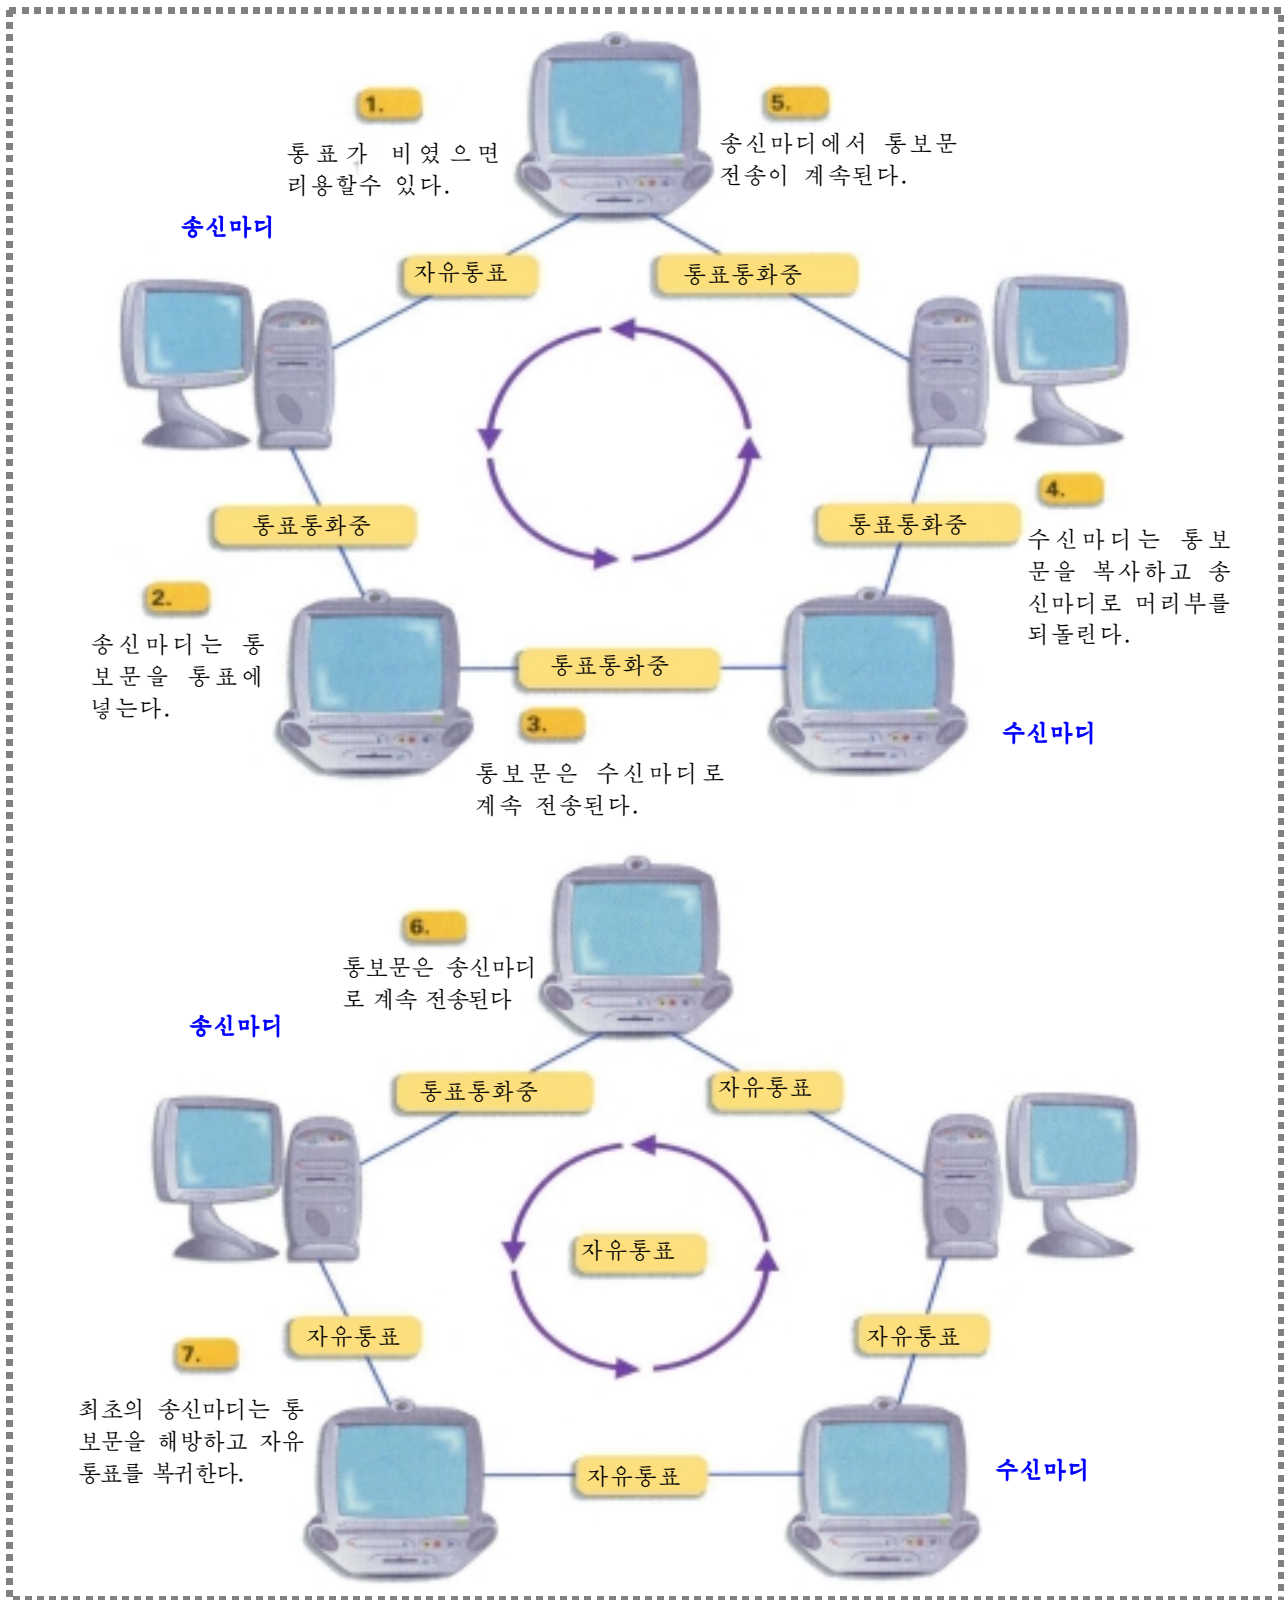 1.
통표가 비였으면
리용할수 있다.
5.
송신마디에서 통보문
전송이 계속된다.
송신마디
자유통표
통표통화중
통표통화중
통표통화중
4.
수신마디는 통보
문을 복사하고 송
신마디로 머리부를
되돌린다.
2.
송신마디는 통
보문을 통표에
넣는다.
통표통화중
3.
통보문은 수신마디로
계속 전송된다.
수신마디
6.
통보문은 송신마디
로 계속 전송된다
송신마디
통표통화중
자유통표
자유통표
자유통표
자유통표
7.
최초의 송신마디는 통
보문을 해방하고 자유
통표를 복귀한다.
자유통표
수신마디